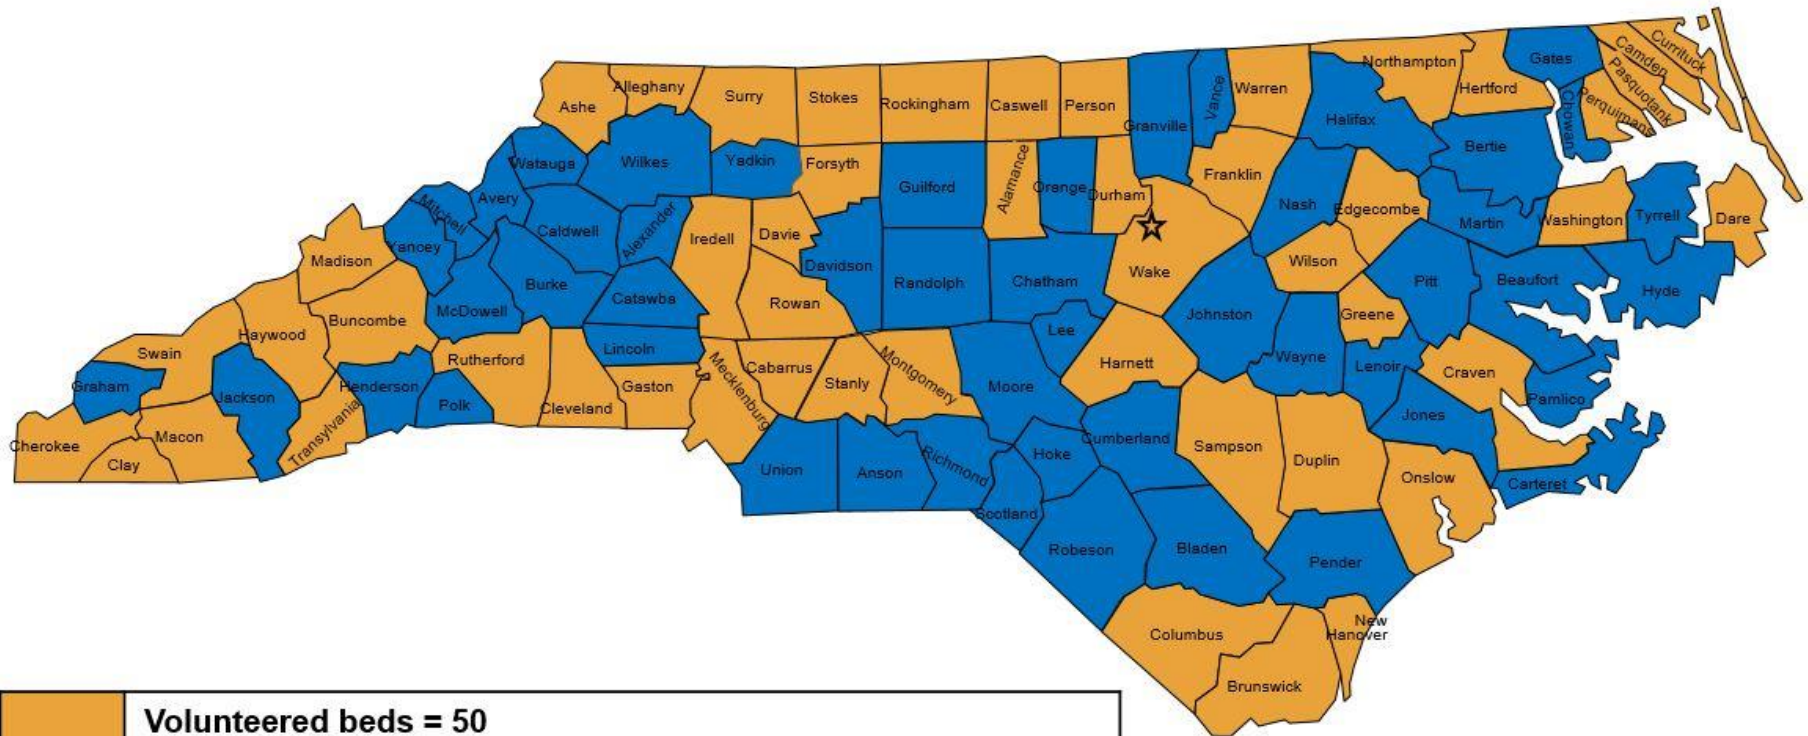 Ashe
Alleghany
Surry
Stokes
Rockingham
Caswell
Person
Granville
Vance
Warren
Halifax
Northampton
Hertford
Gates
Camden
Currituck
Pasquotank
Perquimans
Chowan
Bertie
Watauga
Wilkes
Yadkin
Forsyth
Guilford
Alamance
Orange
Durham
Franklin
Nash
Edgecombe
Martin
Washington
Tyrrell
Dare
Mitchell
Avery
Yancey
Caldwell
Alexander
Iredell
Davie
Davidson
Randolph
Chatham
Wake
Wilson
Pitt
Beaufort
Hyde
Madison
Buncombe
McDowell
Burke
Catawba
Rowan
Lee
Johnston
Greene
Wayne
Lenoir
Craven
Pamlico
Jones
Swain
Haywood
Graham
Jackson
Henderson
Polk
Rutherford
Cleveland
Lincoln
Gaston
Mecklenburg
Cabarrus
Stanly
Montgomery
Moore
Harnett
Cherokee
Clay
Macon
Transylvania
Union
Anson
Richmond
Hoke
Scotland
Cumberland
Sampson
Duplin
Onslow
Carteret
Robeson
Bladen
Pender
Columbus
Brunswick
New
Hanover
Volunteered beds = 50